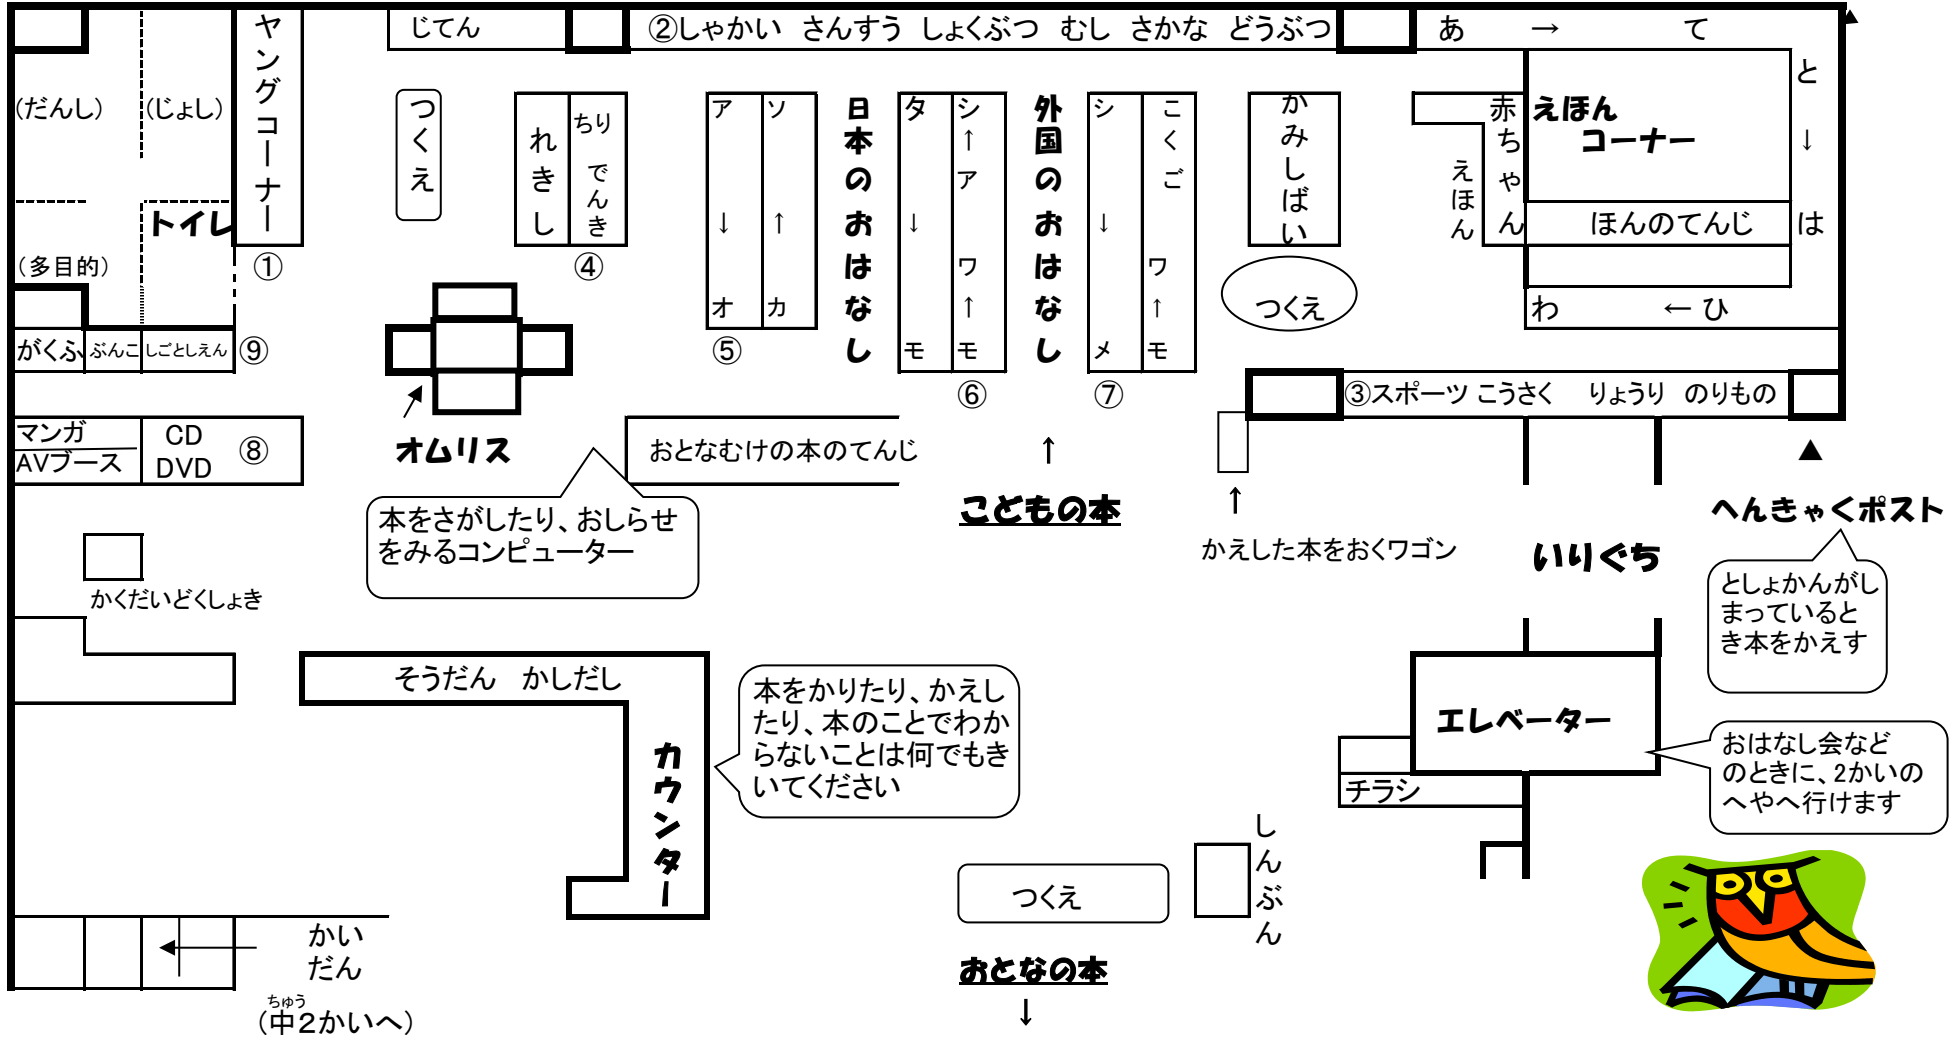 ヤングコーナー
①
じてん
②しゃかい さんすう しょくぶつ むし さかな どうぶつ
あ → て
と
↓
は
わ ← ひ
(だんし)
(じょし)
トイレ
(多目的)
つくえ
れきし
ちり でんき
④
ア ↓ オ
ソ ↑ カ
⑤
日本のおはなし
タ ↓ モ
シ ↑ ア ワ ↑ モ
⑥
外国のおはなし
シ ↓ メ
こくご ワ ↑ モ
⑦
かみしばい
つくえ
赤ちゃん
えほん
えほん
コーナー
ほんのてんじ
がくふ
ぶんこ
しごとしえん
⑨
③スポーツ こうさく りょうり のりもの
マンガ
AVブース
CD
DVD
⑧
オムリス
おとなむけの本のてんじ
↑
こどもの本
本をさがしたり、おしらせ
をみるコンピューター
↑
かえした本をおくワゴン
いりぐち
▲
へんきゃくポスト
としょかんがし
まっていると
き本をかえす
かくだいどくしょき
そうだん かしだし
カウンター
本をかりたり、かえし
たり、本のことでわか
らないことは何でもき
いてください
エレベーター
おはなし会など
のときに、2かいの
へやへ行けます
チラシ
しんぶん
つくえ
おとなの本
↓
かい
だん
ちゅう
(中２かいへ)